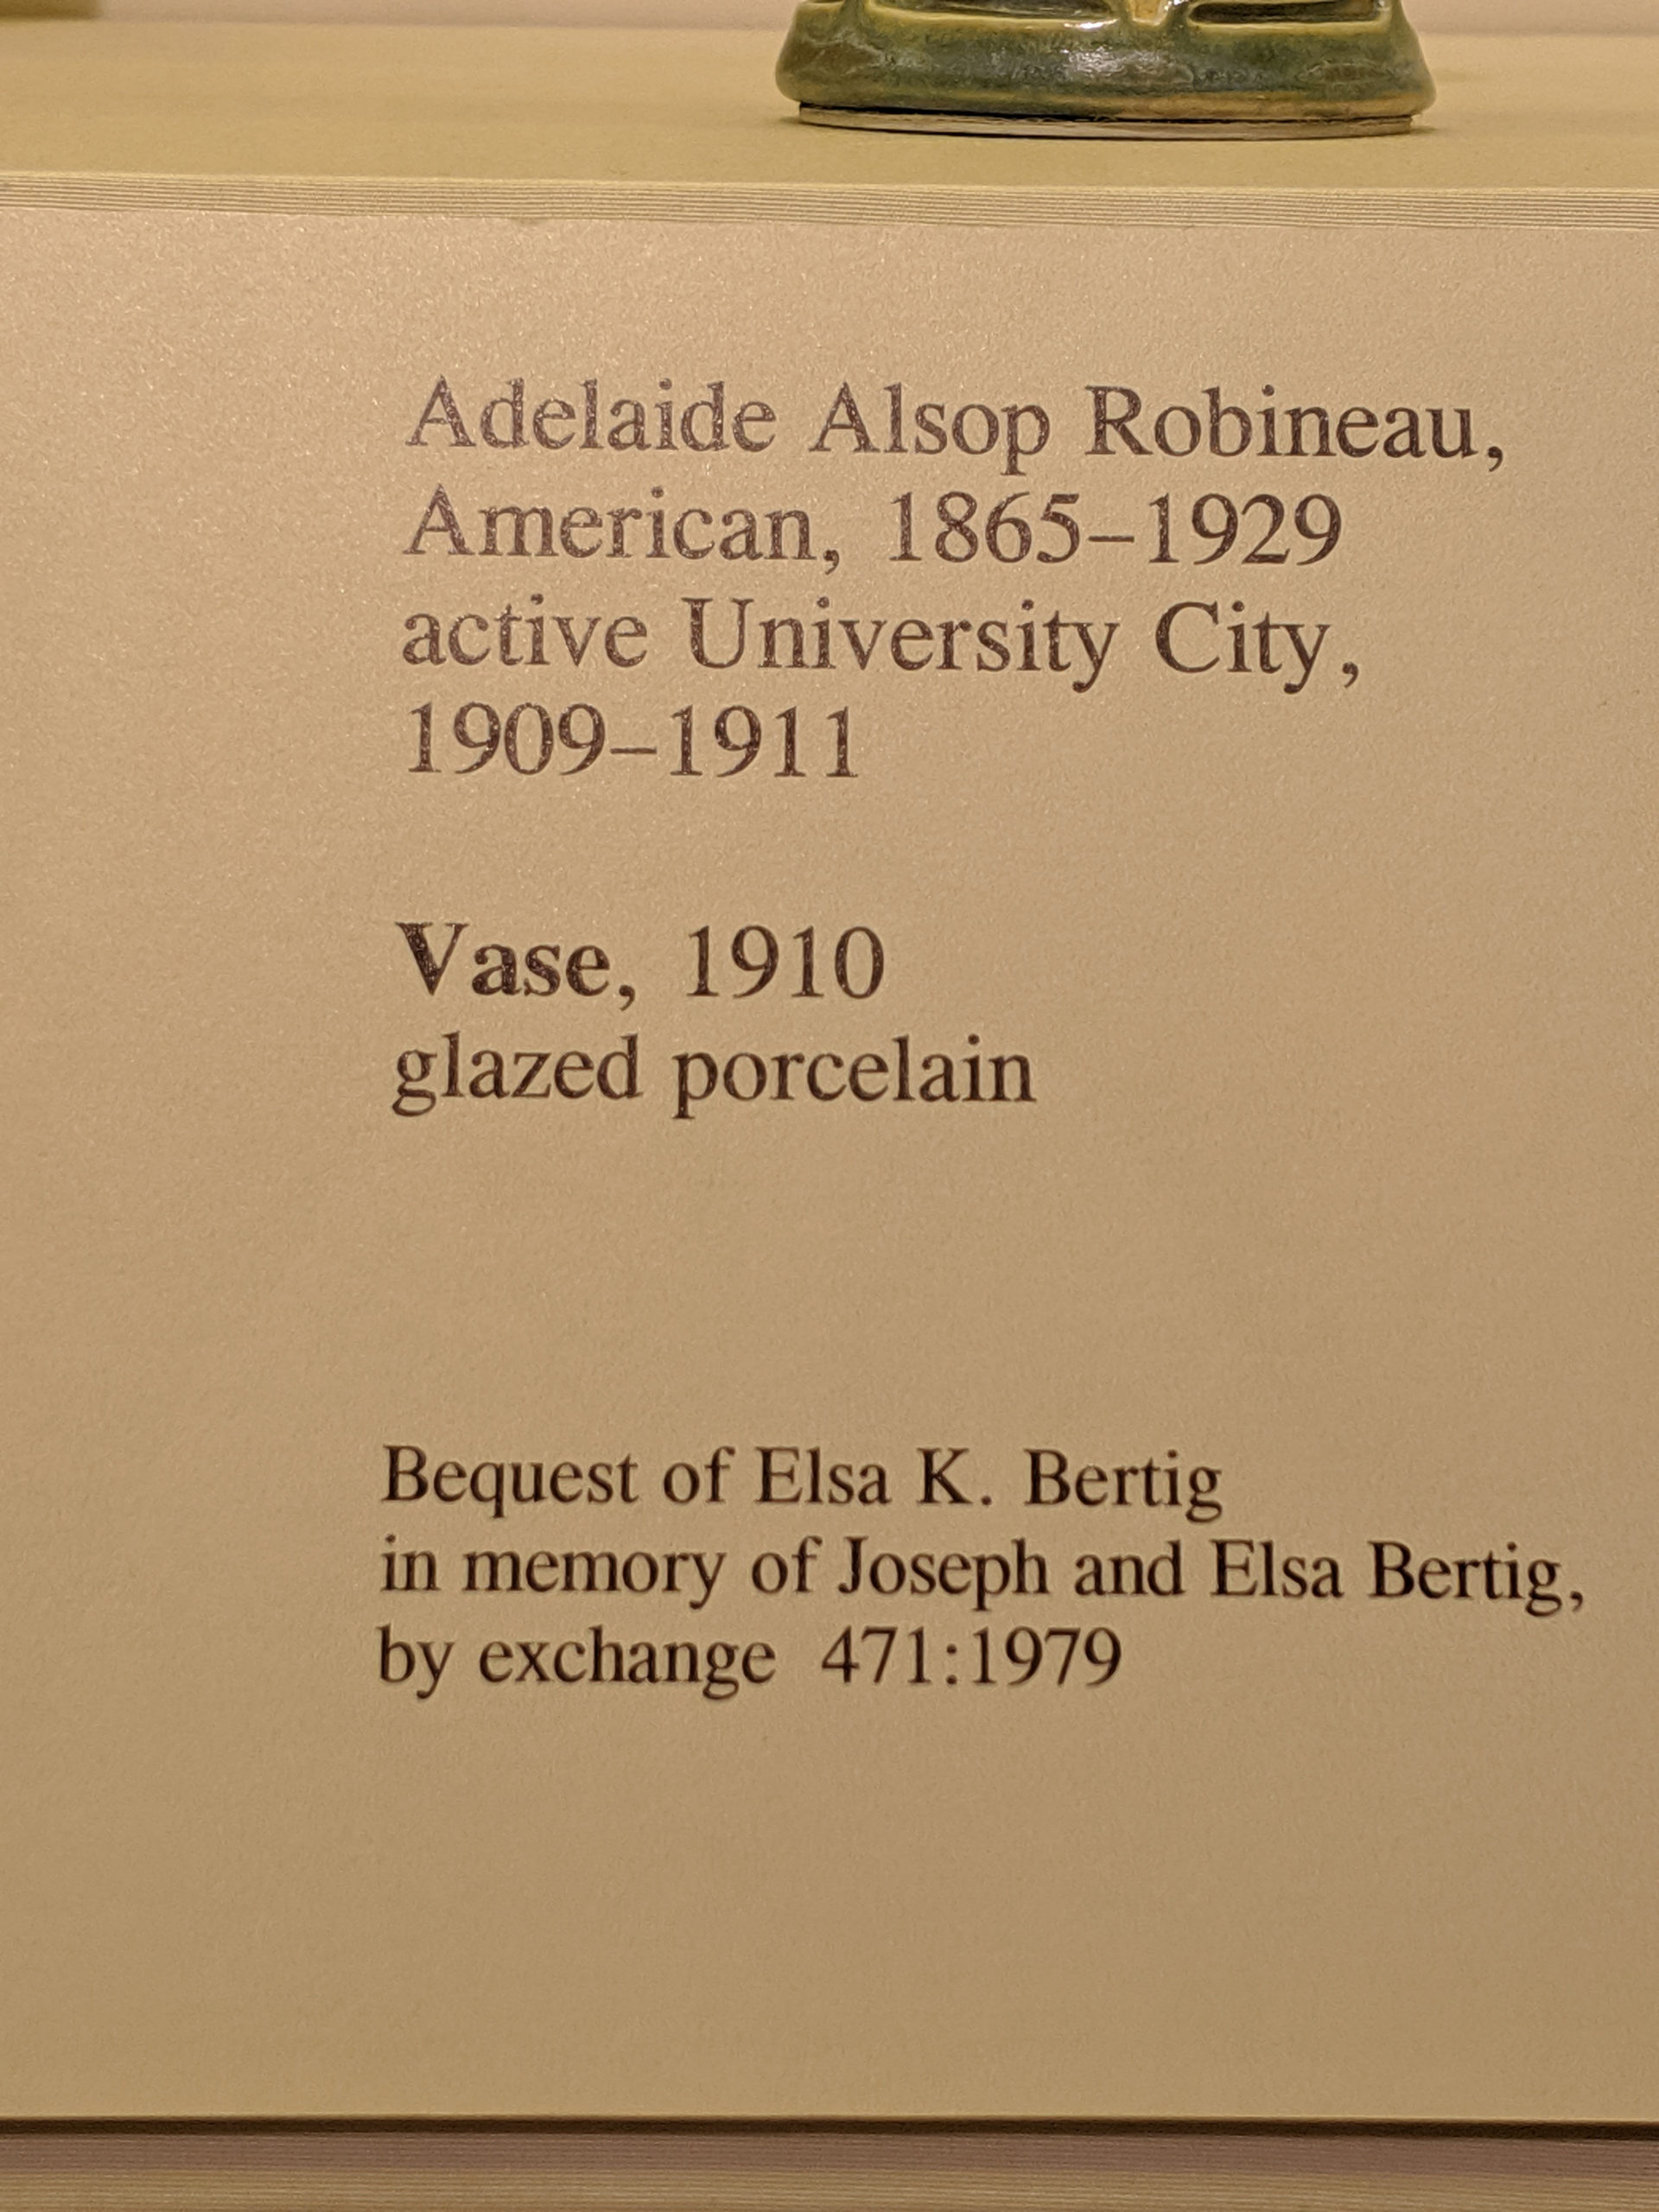 Adelaide Alsop Robineau,
American, 1865–1929
active University City,
1909–1911
Vase, 1910
glazed porcelain
Bequest of Elsa K. Bertig
in memory of Joseph and Elsa Bertig,
by exchange 471:1979